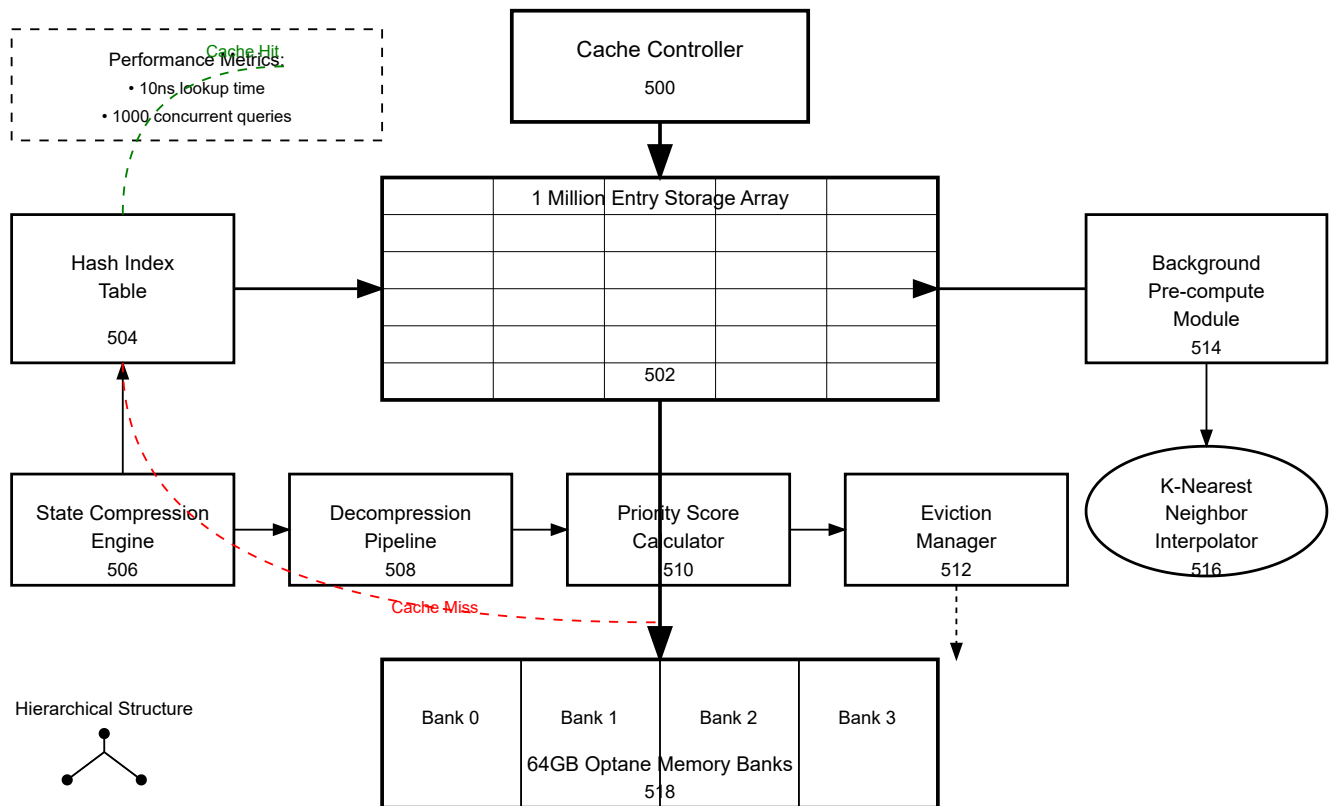 Cache Hit
Performance Metrics:
• 10ns lookup time
• 1000 concurrent queries
Cache Controller
500
1 Million Entry Storage Array
502
Hash Index
Table
504
Background
Pre-compute
Module
514
State Compression
Engine
506
Decompression
Pipeline
508
Priority Score
Calculator
510
Eviction
Manager
512
K-Nearest
Neighbor
Interpolator
516
Cache Miss
Hierarchical Structure
Bank 0
Bank 1
Bank 2
Bank 3
64GB Optane Memory Banks
518